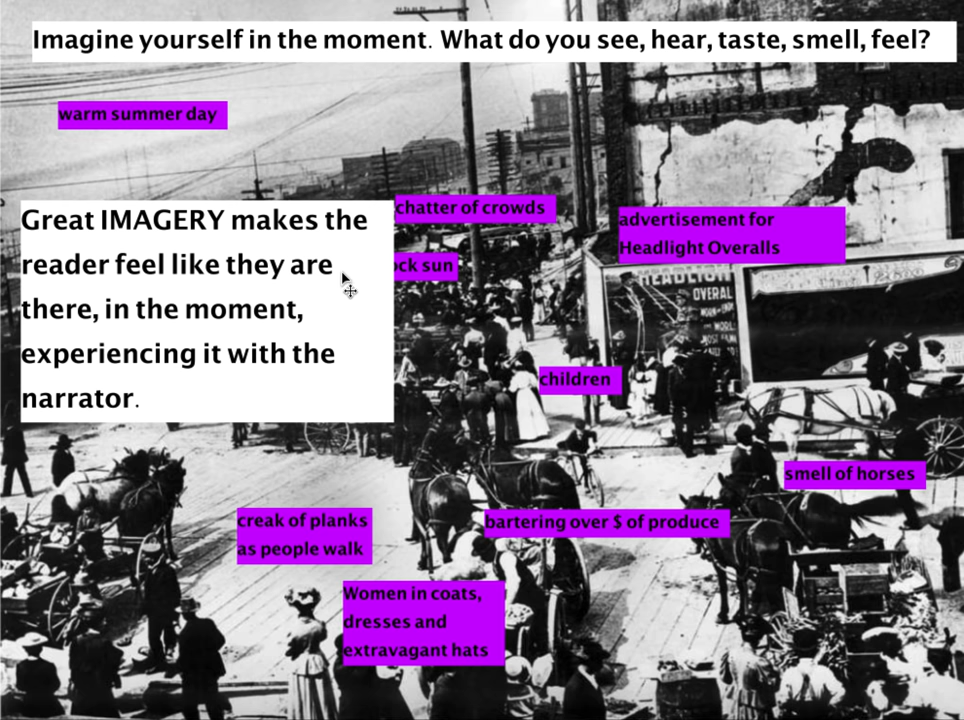 Imagine yourself in the moment. What do you see, hear, taste, smell, feel?
warm summer day
Great IMAGERY makes the
reader feel like they are
there, in the moment,
experiencing it with the
narrator.
chatter of crowds
sun
advertisement for
Headlight Overalls
OVERAL
children
smell of horses
creak of planks
as people walk
bartering over $ of produce
Women in coats,
dresses and
extravagant hats